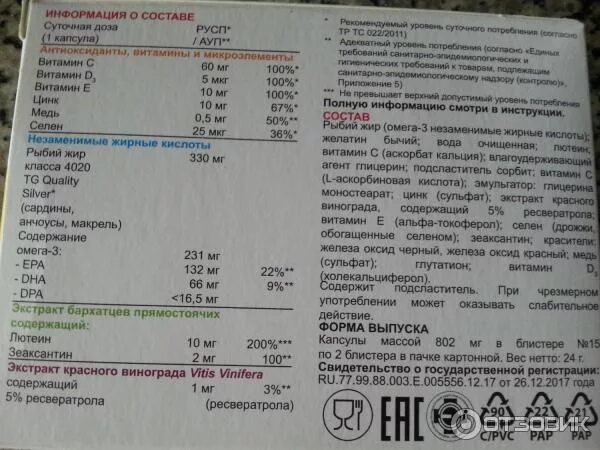 ИНФОРМАЦИЯ О СОСТАВЕ
Суточная доза РУСП*
(1 капсула) / АУП**
Антиоксиданты, витамины и микроэлементы
Витамин С 60 мг 100%*
Витамин D3 5 мкг 100%*
Витамин Е 10 мг 100%*
Цинк 10 мг 67%*
Медь 0,5 мг 50%**
Селен 25 мкг 36%*
Незаменимые жирные кислоты
Рыбий жир 330 мг
класса 4020
TG Quality
Silver*
(сардины,
анчоусы, макрель)
Содержание
омега-3: 231 мг
- EPA 132 мг 22%**
- DHA 66 мг 9%**
- DPA <16,5 мг
Экстракт бархатцев прямостоячих
содержащий:
Лютеин 10 мг 200%***
Зеаксантин 2 мг 100**
Экстракт красного винограда Vitis Vinifera
содержащий 1 мг 3%**
5% ресвератрола (ресвератрола)
* Рекомендуемый уровень суточного потребления (согласно
ТР ТС 022/2011)
** Адекватный уровень потребления (согласно «Единых
требований санитарно-эпидемиологических и
гигиенических требований к товарам, подлежащим
санитарно-эпидемиологическому надзору (контролю)»,
Приложение 5)
*** Не превышает верхний допустимый уровень потребления
Полную информацию смотри в инструкции.
СОСТАВ
Рыбий жир (омега-3 незаменимые жирные кислоты);
желатин бычий; вода очищенная; лютеин;
витамин С (аскорбат кальция); влагоудерживающий
агент глицерин; подсластитель сорбит; витамин С
(L-аскорбиновая кислота); эмульгатор: глицерина
моностеарат; цинк (сульфат); экстракт красного
винограда, содержащий 5% ресвератрола;
витамин Е (альфа-токоферол); селен (дрожжи,
обогащенные селеном); зеаксантин; красители:
железа оксид черный, железа оксид красный; медь
(сульфат); глутатион; витамин D3
(холекальциферол).
Содержит подсластитель. При чрезмерном
употреблении может оказывать слабительное
действие.
ФОРМА ВЫПУСКА
Капсулы массой 802 мг в блистере №15
по 2 блистера в пачке картонной. Вес нетто: 24 г.
Свидетельство о государственной регистрации:
RU.77.99.88.003.Е.005556.12.17 от 26.12.2017 год
EAC
90 22 21
C/PVC PAP PAP
ОТЗОВИК